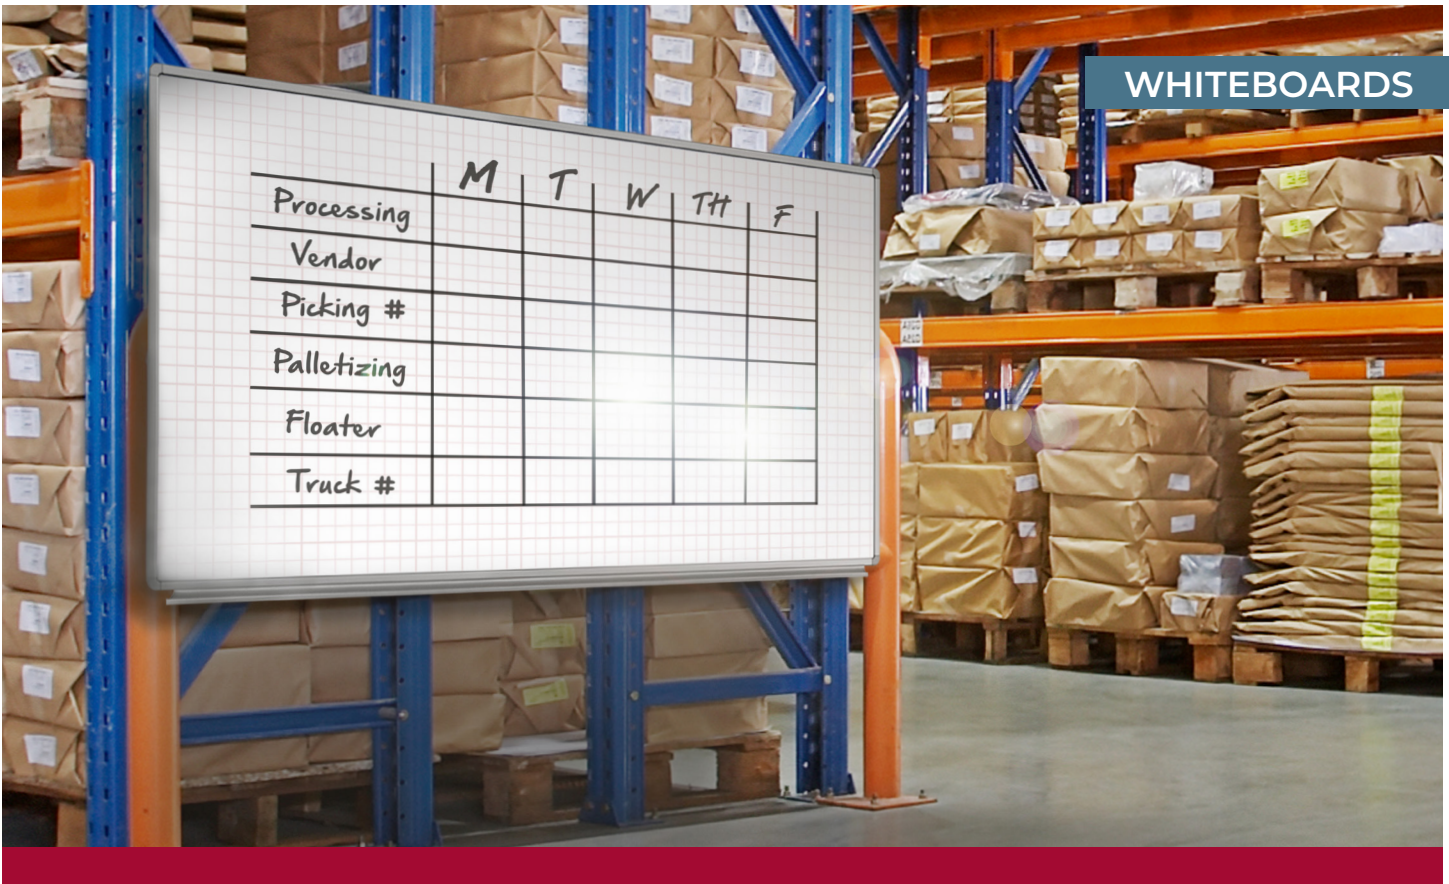 WHITEBOARDS
M T W TH F
Processing
Vendor
Picking #
Palletizing
Floater
Truck #